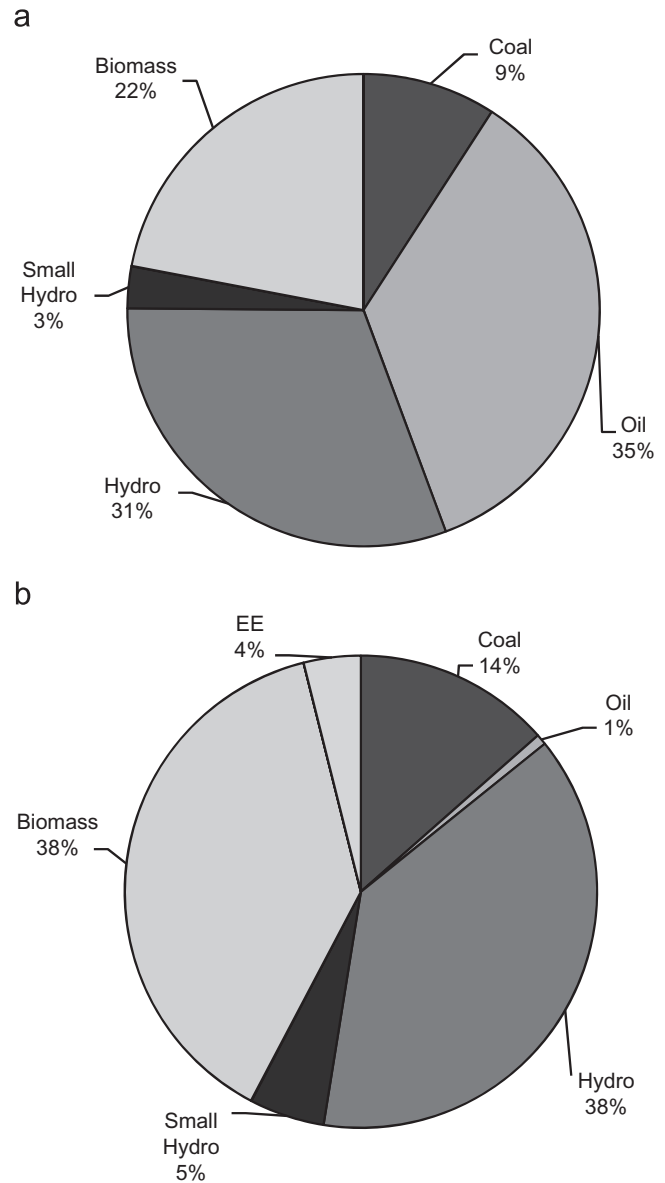 a
Coal
9%
Biomass
22%
Small
Hydro
3%
Oil
35%
Hydro
31%
b
EE
4%
Coal
14%
Oil
1%
Biomass
38%
Hydro
38%
Small
Hydro
5%